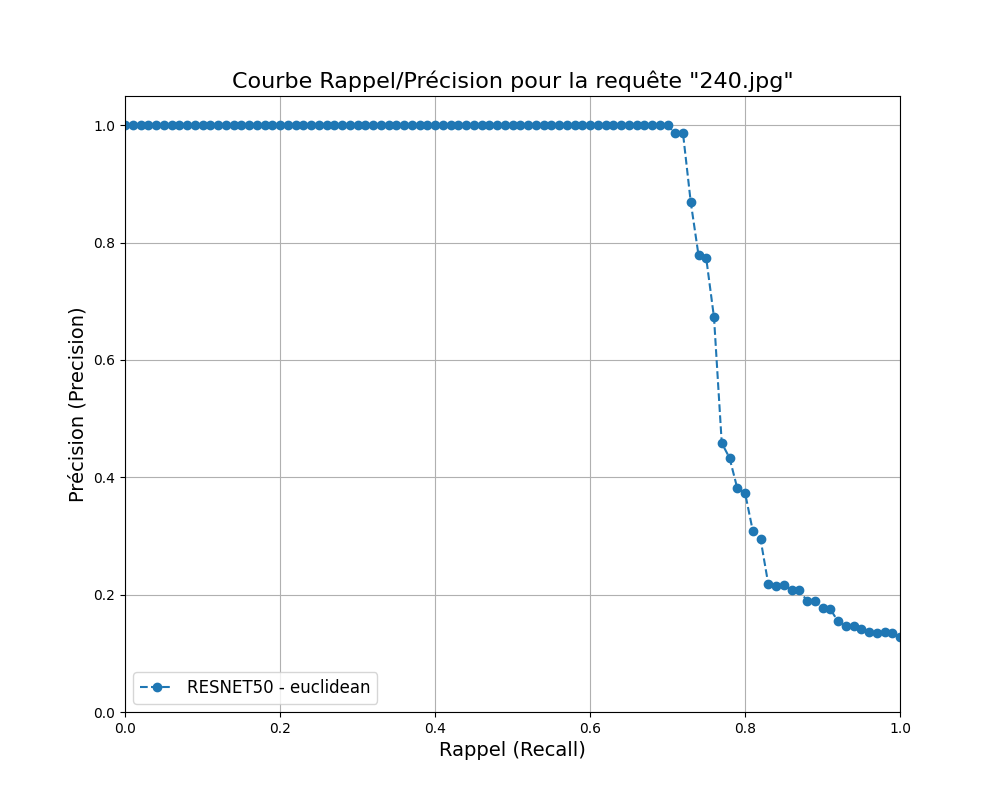 Courbe Rappel/Précision pour la requête "240.jpg"
Précision (Precision)
1.0
0.8
0.6
0.4
0.2
0.0
RESNET50 - euclidean
0.0 0.2 0.4 0.6 0.8 1.0
Rappel (Recall)